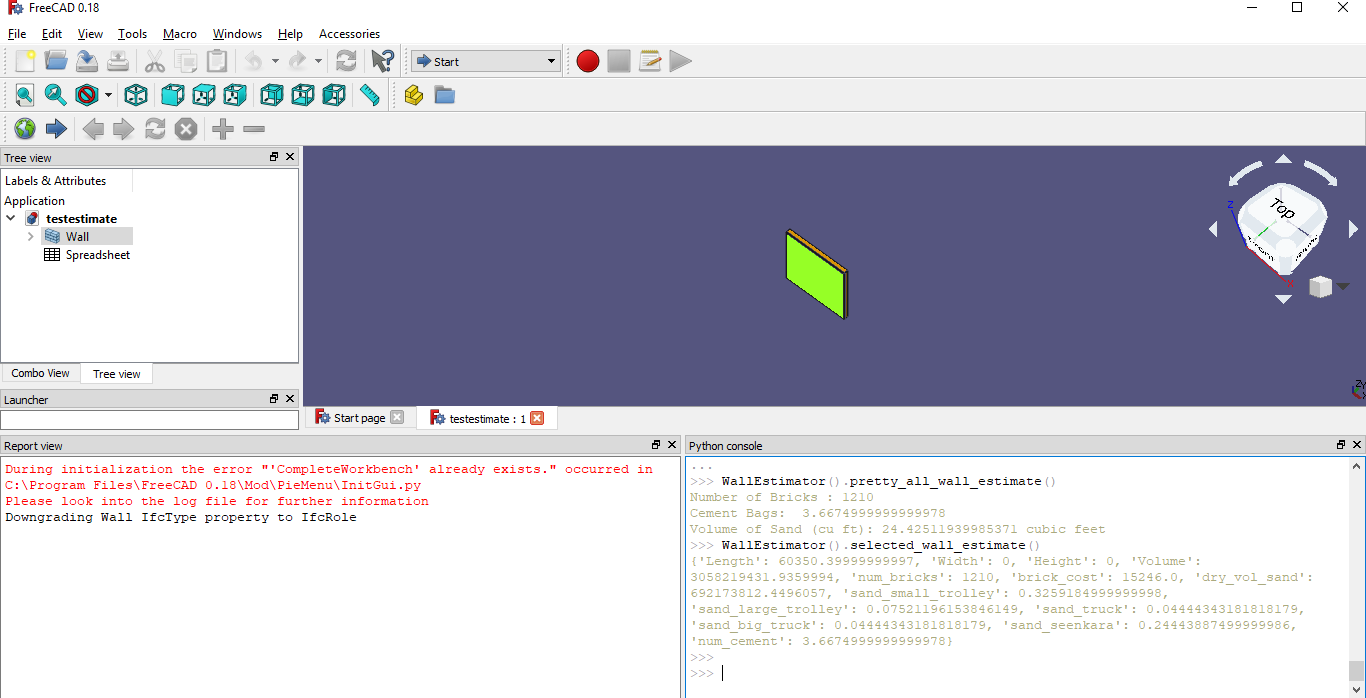 FreeCAD 0.18
File Edit View Tools Macro Windows Help Accessories
Start
Tree view
Labels & Attributes
Application
testestimate
Wall
Spreadsheet
Combo View Tree view
Launcher
Top
Z
Start page testestimate : 1
Report view
During initialization the error "'CompleteWorkbench' already exists." occurred in
C:\Program Files\FreeCAD 0.18\Mod\PieMenu\InitGui.py
Please look into the log file for further information
Downgrading Wall IfcType property to IfcRole
Python console
...
>>> WallEstimator().pretty_all_wall_estimate()
Number of Bricks : 1210
Cement Bags:  3.6674999999999978
Volume of Sand (cu ft): 24.42511939985371 cubic feet
>>> WallEstimator().selected_wall_estimate()
{'Length': 60350.39999999997, 'Width': 0, 'Height': 0, 'Volume':
3058219431.9359994, 'num_bricks': 1210, 'brick_cost': 15246.0, 'dry_vol_sand':
692173812.4496057, 'sand_small_trolley': 0.3259184999999998,
'sand_large_trolley': 0.07521196153846149, 'sand_truck': 0.04444343181818179,
'sand_big_truck': 0.04444343181818179, 'sand_seenkara': 0.24443887499999986,
'num_cement': 3.6674999999999978}
>>>
>>>